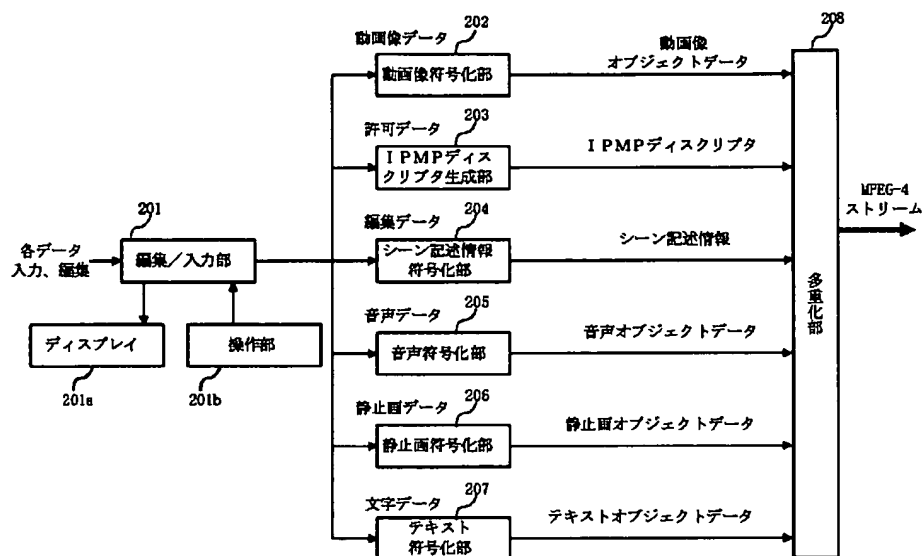 202
208
動画像データ
動画像
オブジェクトデータ
動画像符号化部
203
許可データ
IPMPディスクリプタ
IPMPディス
クリプタ生成部
MPEG-4
ストリーム
201
編集データ
204
シーン記述情報
各データ
入力、編集
編集/入力部
シーン記述情報
符号化部
多重化部
音声データ
205
音声オブジェクトデータ
ディスプレイ
操作部
音声符号化部
201a
201b
206
静止画データ
静止画オブジェクトデータ
静止画符号化部
文字データ
207
テキストオブジェクトデータ
テキスト
符号化部